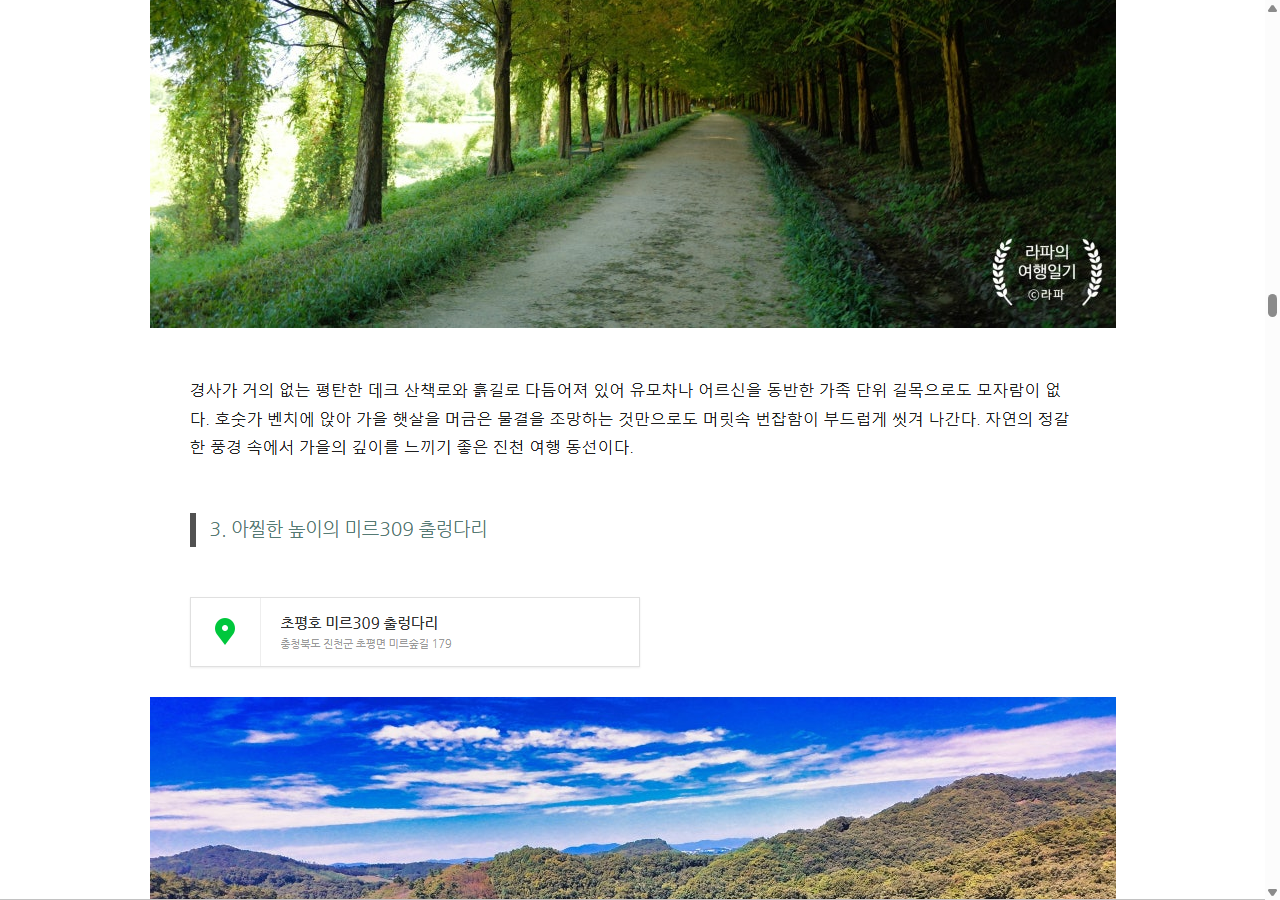 라파의
여행일기
ⓒ라파
경사가 거의 없는 평탄한 데크 산책로와 흙길로 다듬어져 있어 유모차나 어르신을 동반한 가족 단위 길목으로도 모자람이 없
다. 호숫가 벤치에 앉아 가을 햇살을 머금은 물결을 조망하는 것만으로도 머릿속 번잡함이 부드럽게 씻겨 나간다. 자연의 정갈
한 풍경 속에서 가을의 깊이를 느끼기 좋은 진천 여행 동선이다.
3. 아찔한 높이의 미르309 출렁다리
초평호 미르309 출렁다리
충청북도 진천군 초평면 미르숲길 179